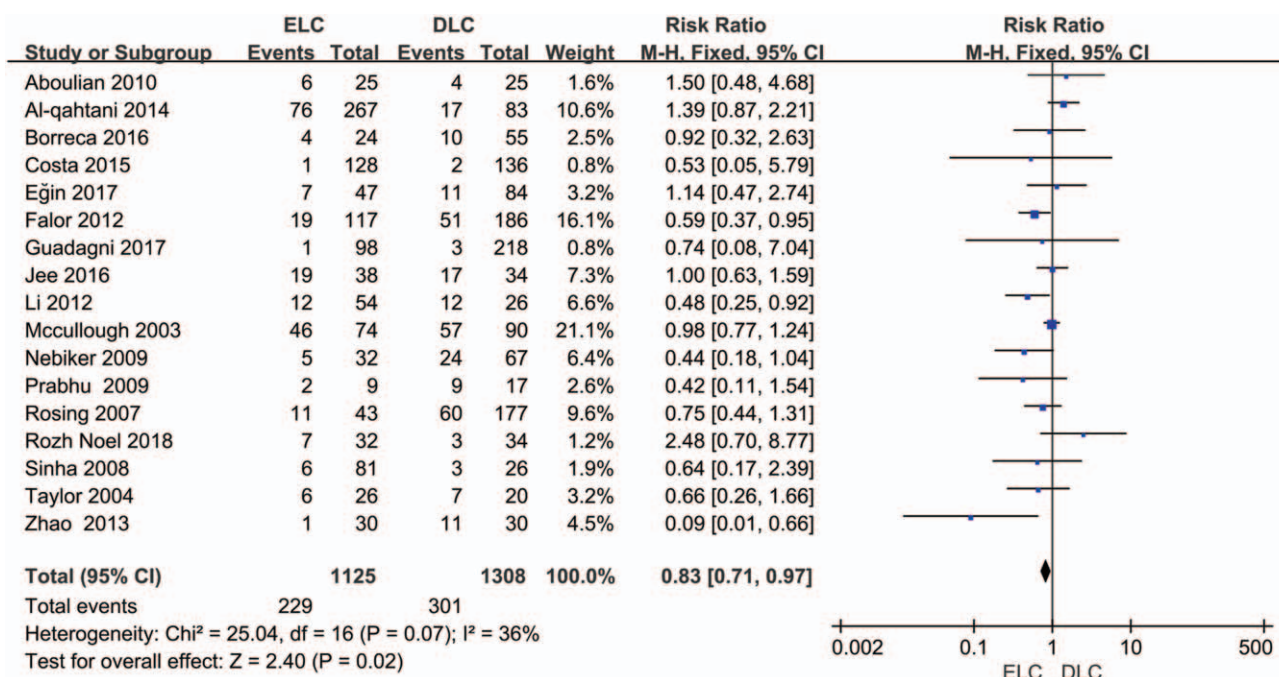 ELC DLC Risk Ratio Risk Ratio
Study or Subgroup Events Total Events Total Weight M-H, Fixed, 95% CI M-H, Fixed, 95% CI
Aboulian 2010 6 25 4 25 1.6% 1.50 [0.48, 4.68]
Al-qahtani 2014 76 267 17 83 10.6% 1.39 [0.87, 2.21]
Borreca 2016 4 24 10 55 2.5% 0.92 [0.32, 2.63]
Costa 2015 1 128 2 136 0.8% 0.53 [0.05, 5.79]
Eğin 2017 7 47 11 84 3.2% 1.14 [0.47, 2.74]
Falor 2012 19 117 51 186 16.1% 0.59 [0.37, 0.95]
Guadagni 2017 1 98 3 218 0.8% 0.74 [0.08, 7.04]
Jee 2016 19 38 17 34 7.3% 1.00 [0.63, 1.59]
Li 2012 12 54 12 26 6.6% 0.48 [0.25, 0.92]
Mccullough 2003 46 74 57 90 21.1% 0.98 [0.77, 1.24]
Nebiker 2009 5 32 24 67 6.4% 0.44 [0.18, 1.04]
Prabhu 2009 2 9 9 17 2.6% 0.42 [0.11, 1.54]
Rosing 2007 11 43 60 177 9.6% 0.75 [0.44, 1.31]
Rozh Noel 2018 7 32 3 34 1.2% 2.48 [0.70, 8.77]
Sinha 2008 6 81 3 26 1.9% 0.64 [0.17, 2.39]
Taylor 2004 6 26 7 20 3.2% 0.66 [0.26, 1.66]
Zhao 2013 1 30 11 30 4.5% 0.09 [0.01, 0.66]
Total (95% CI) 1125 1308 100.0% 0.83 [0.71, 0.97]
Total events 229 301
Heterogeneity: Chi² = 25.04, df = 16 (P = 0.07); I² = 36%
Test for overall effect: Z = 2.40 (P = 0.02)
0.002 0.1 1 10 500
ELC DLC